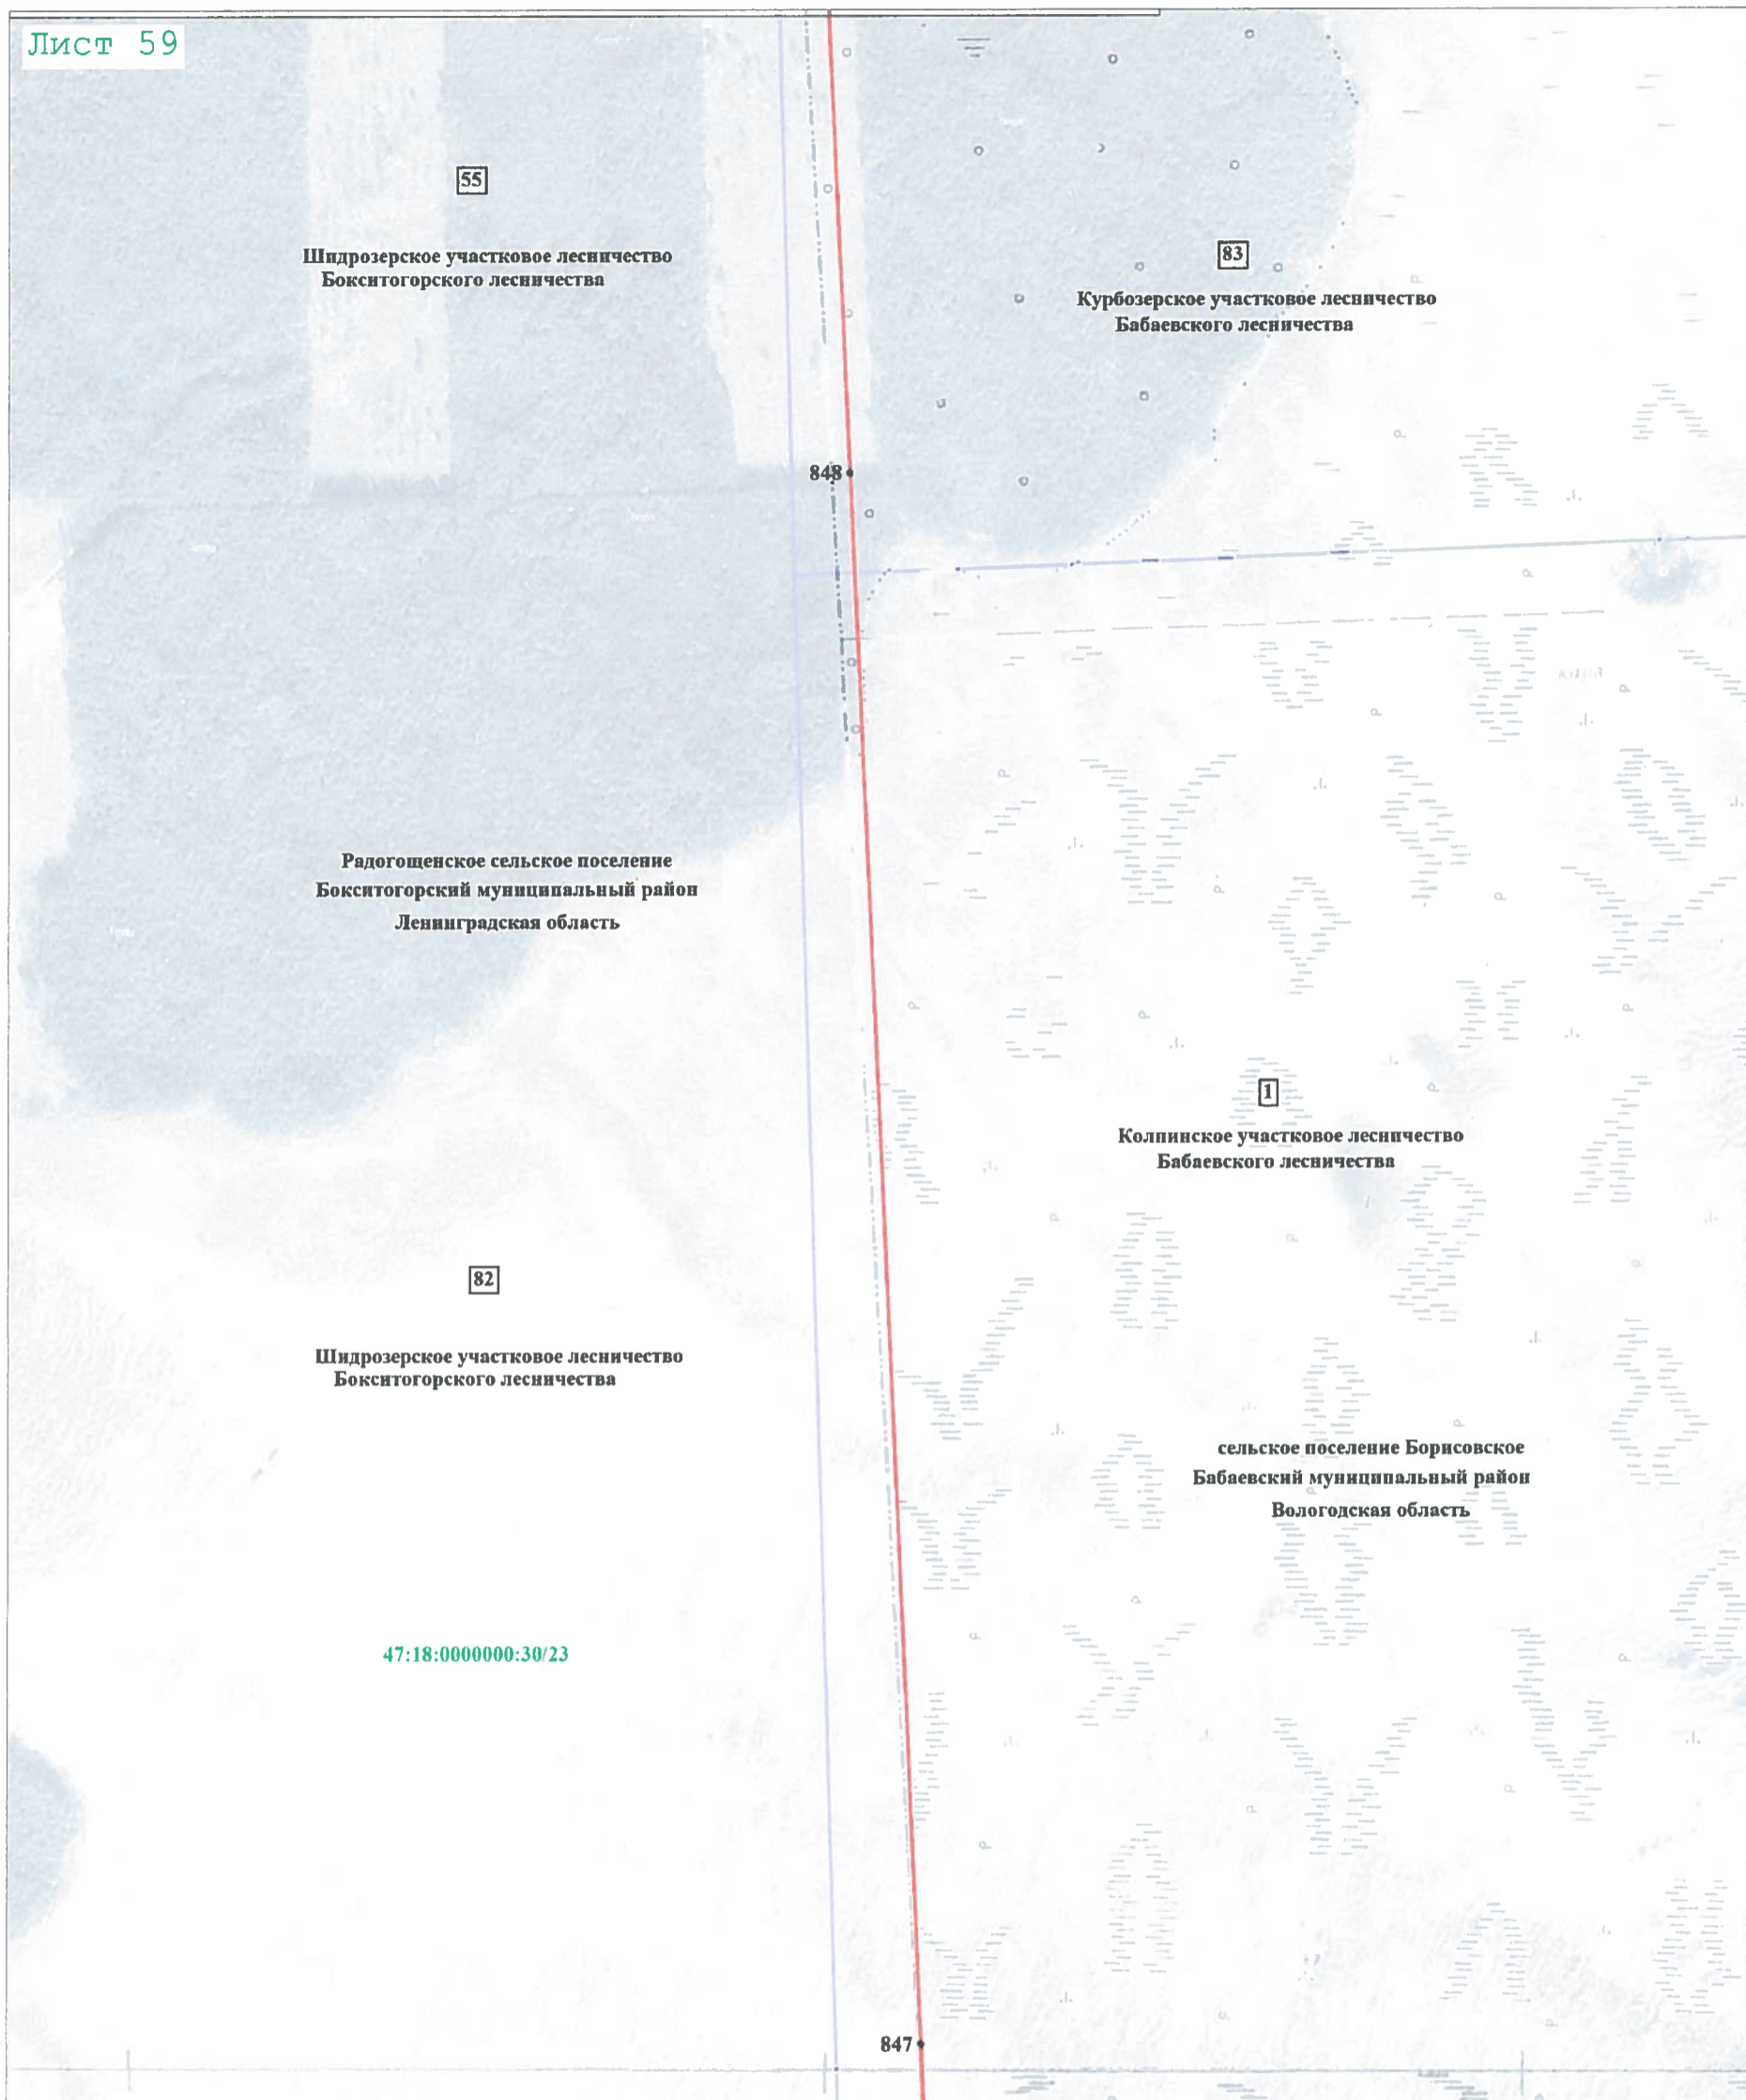 Лист 59
55
Шидрозерское участковое лесничество
Бокситогорского лесничества
83
Курбозерское участковое лесничество
Бабаевского лесничества
848
Радогощенское сельское поселение
Бокситогорский муниципальный район
Ленинградская область
1
Колпинское участковое лесничество
Бабаевского лесничества
82
Шидрозерское участковое лесничество
Бокситогорского лесничества
сельское поселение Борисовское
Бабаевский муниципальный район
Вологодская область
47:18:0000000:30/23
847